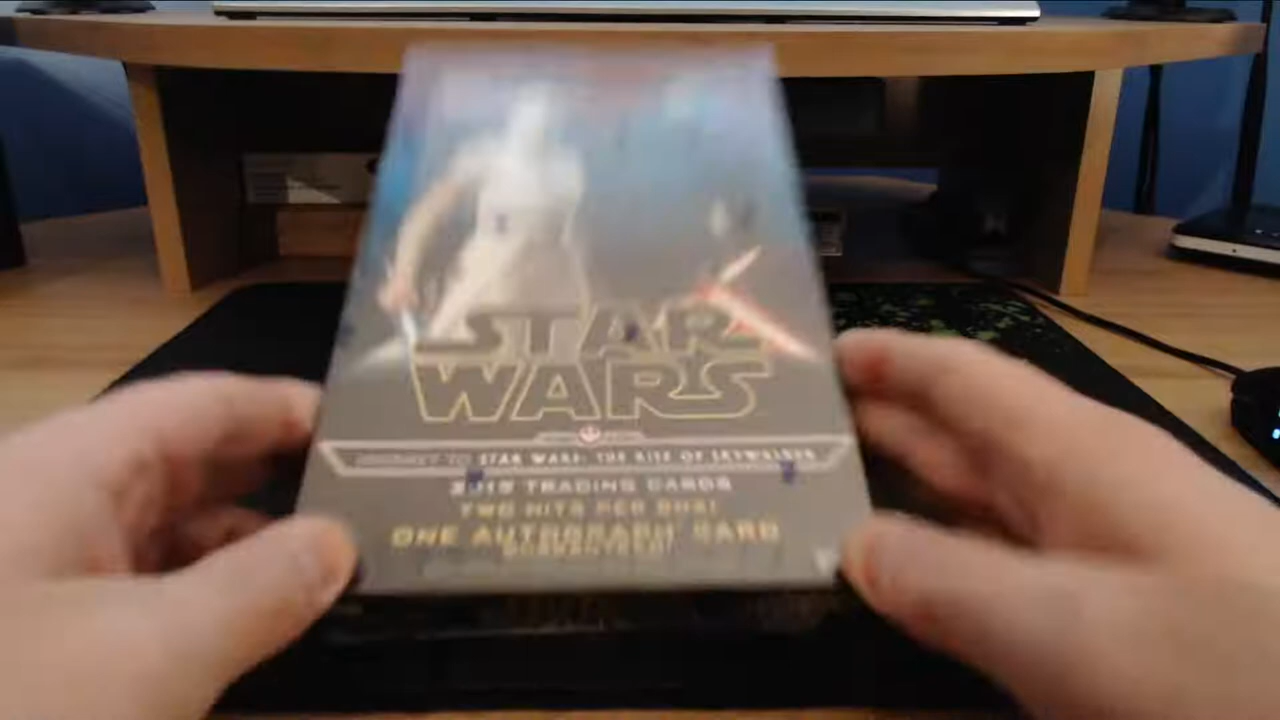 STAR
WARS
JOURNEY TO STAR WARS: THE RISE OF SKYWALKER
2019 TRADING CARDS
TWO HITS PER BOX!
ONE AUTOGRAPH CARD
GUARANTEED!